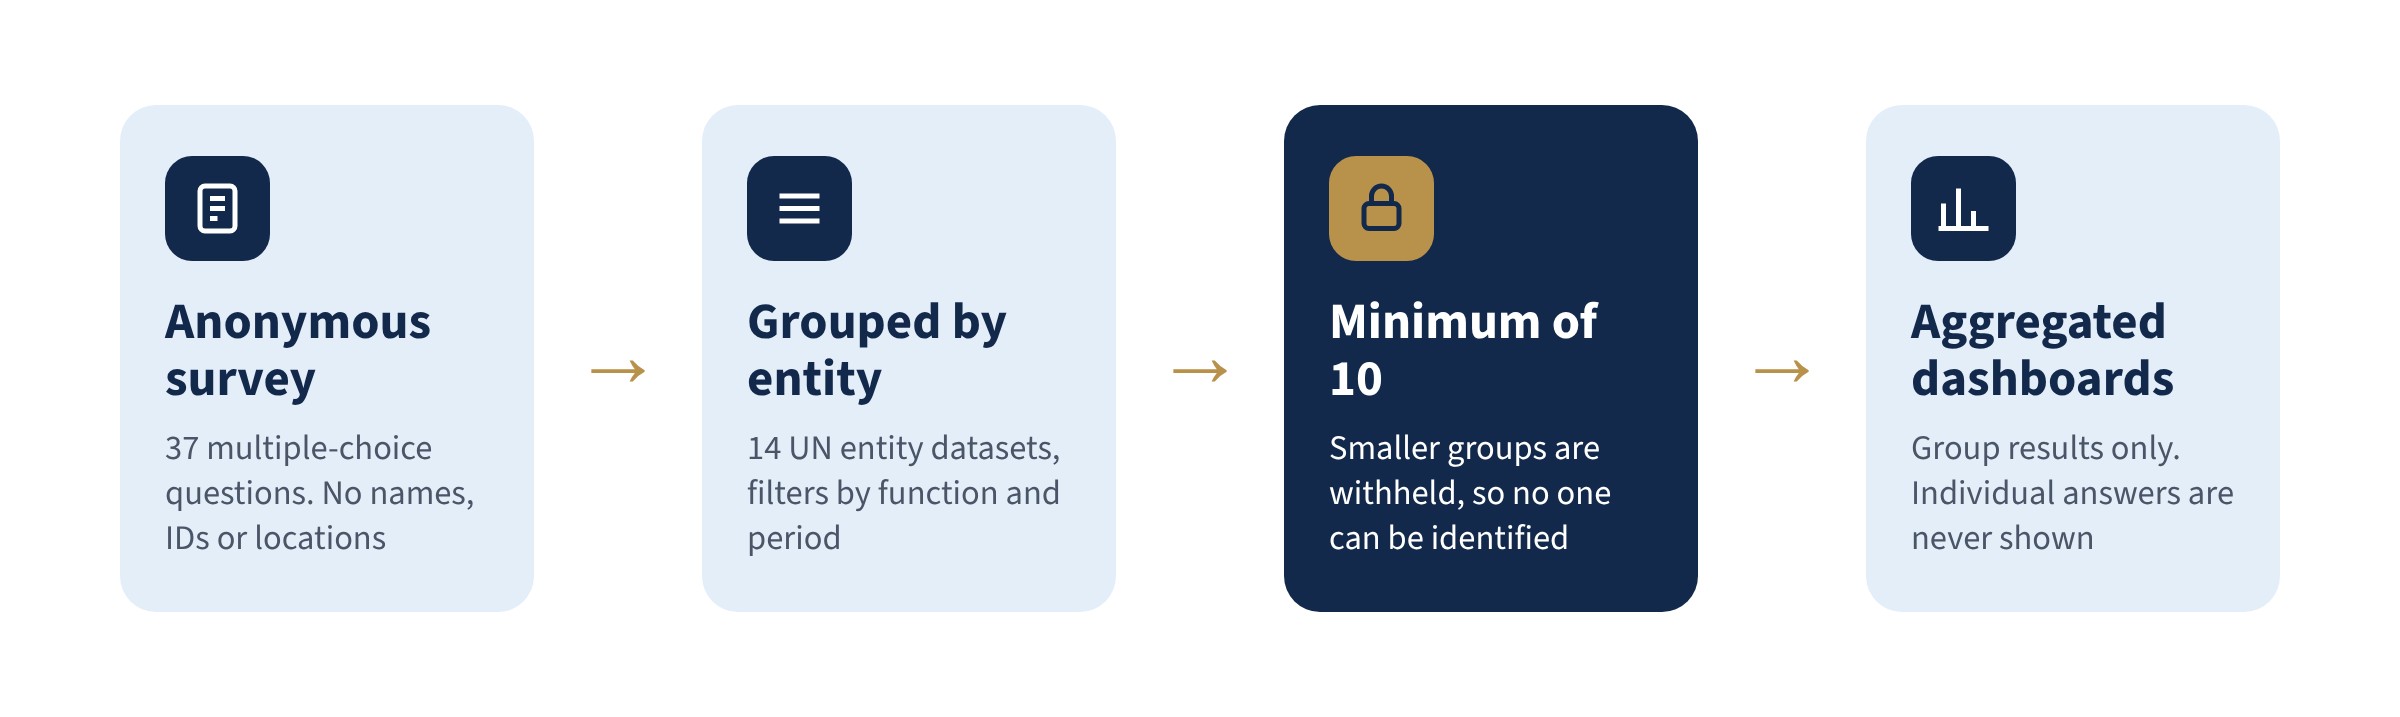 Anonymous
survey
37 multiple-choice
questions. No names,
IDs or locations
→
Grouped by
entity
14 UN entity datasets,
filters by function and
period
→
Minimum of
10
Smaller groups are
withheld, so no one
can be identified
→
Aggregated
dashboards
Group results only.
Individual answers are
never shown